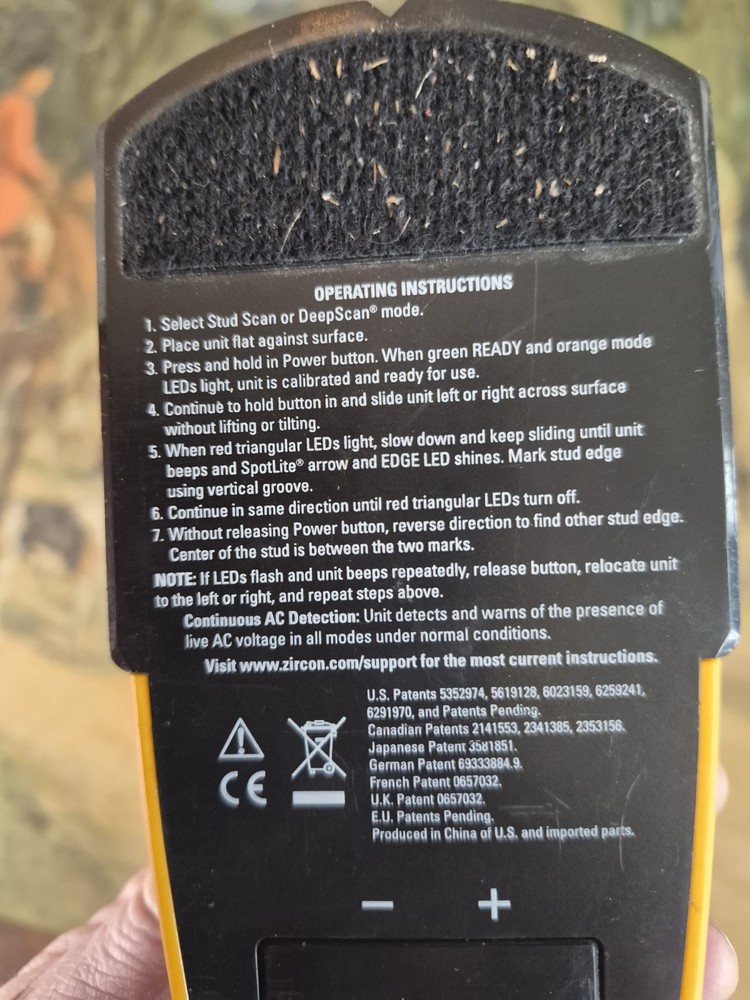 OPERATING INSTRUCTIONS
1. Select Stud Scan or DeepScan® mode.
2. Place unit flat against surface.
3. Press and hold in Power button. When green READY and orange mode
LEDs light, unit is calibrated and ready for use.
4. Continue to hold button in and slide unit left or right across surface
without lifting or tilting.
5. When red triangular LEDs light, slow down and keep sliding until unit
beeps and SpotLite® arrow and EDGE LED shines. Mark stud edge
using vertical groove.
6. Continue in same direction until red triangular LEDs turn off.
7. Without releasing Power button, reverse direction to find other stud edge.
Center of the stud is between the two marks.
NOTE: If LEDs flash and unit beeps repeatedly, release button, relocate unit
to the left or right, and repeat steps above.
Continuous AC Detection: Unit detects and warns of the presence of
live AC voltage in all modes under normal conditions.
Visit www.zircon.com/support for the most current instructions.
U.S. Patents 5352974, 5619128, 6023159, 6259241,
6291970, and Patents Pending.
Canadian Patents 2141553, 2341385, 2353156.
Japanese Patent 3581851.
German Patent 69333884.9.
French Patent 0657032.
U.K. Patent 0657032.
E.U. Patents Pending.
Produced in China of U.S. and imported parts.
CE
− +